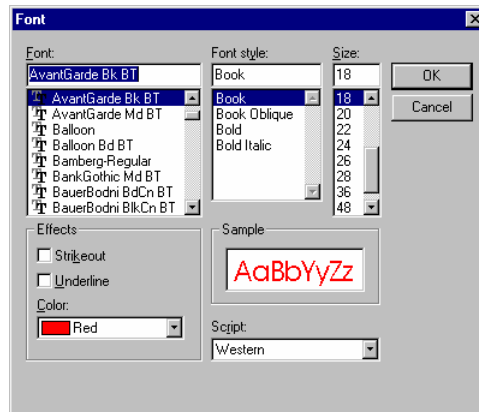 Font
Font: Font style: Size:
AvantGarde Bk BT Book 18 OK
AvantGarde Bk BT Book 18 Cancel
AvantGarde Md BT Book Oblique 20
Balloon Bold 22
Balloon Bd BT Bold Italic 24
Bamberg-Regular 26
BankGothic Md BT 28
BauerBodni BdCn BT 36
BauerBodni BlkCn BT 48
Effects Sample
Strikeout
Underline
AaBbYyZz
Color:
Red
Script:
Western